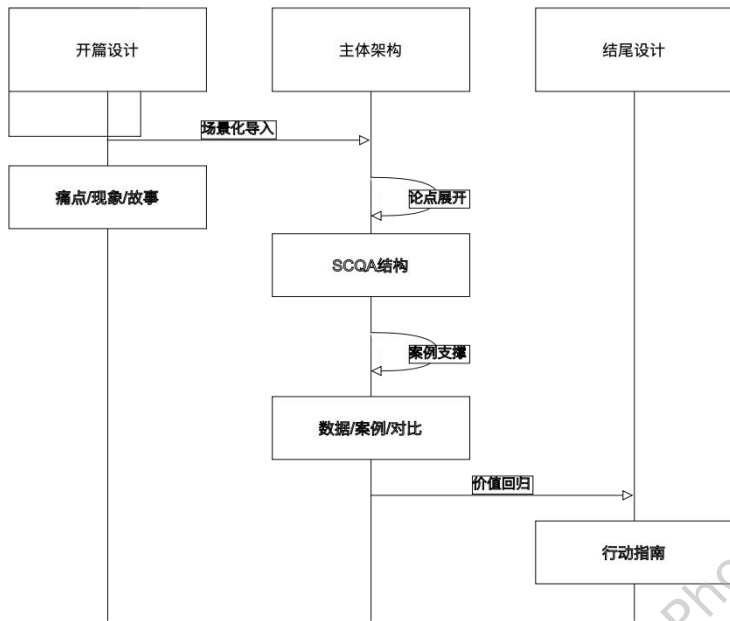 开篇设计
主体架构
结尾设计
场景化导入
痛点/现象/故事
论点展开
SCQA结构
案例支撑
数据/案例/对比
价值回归
行动指南